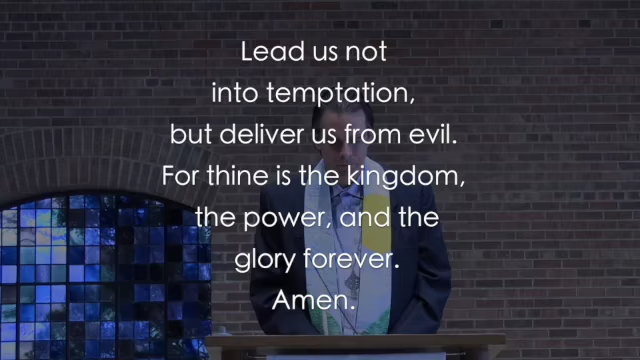 Lead us not
into temptation,
but deliver us from evil.
For thine is the kingdom,
the power, and the
glory forever.
Amen.